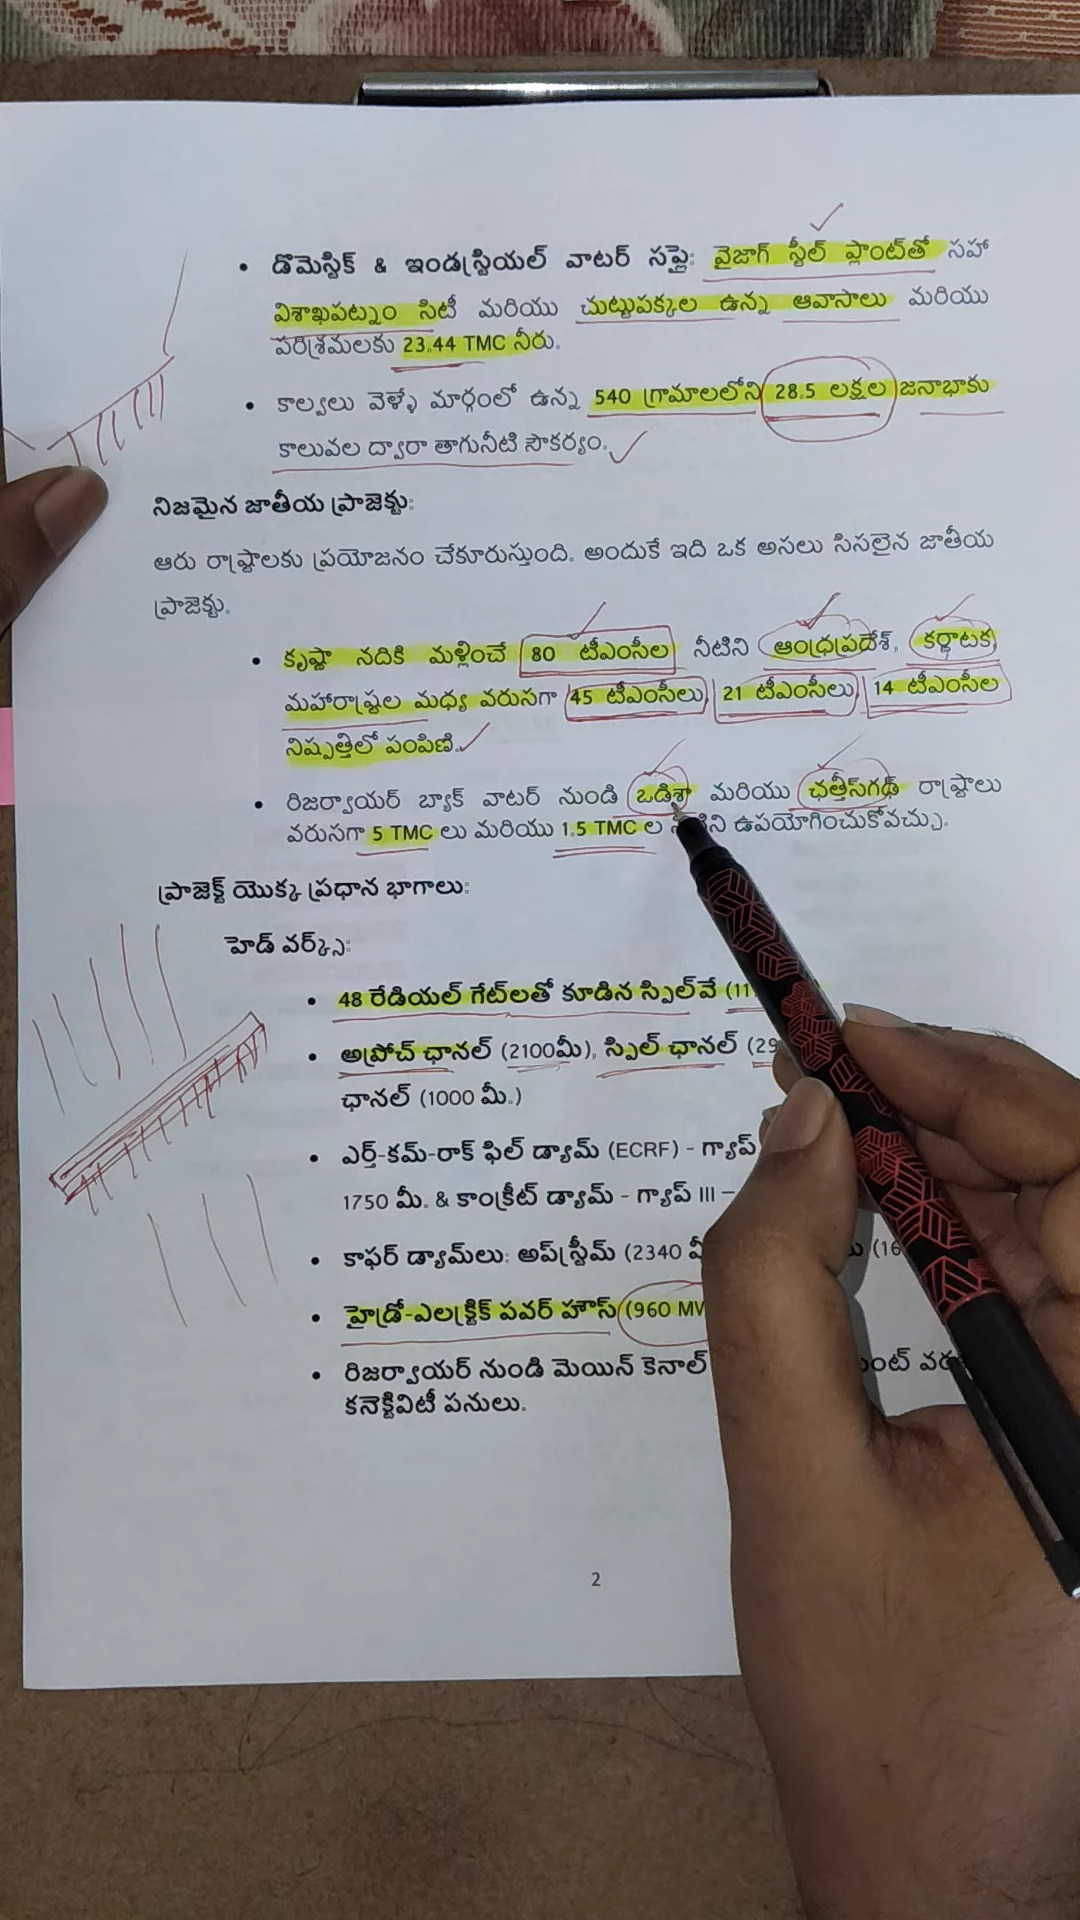 • డొమెస్టిక్ & ఇండస్ట్రియల్ వాటర్ సప్లై: వైజాగ్ స్టీల్ ప్లాంట్‌తో సహా
విశాఖపట్నం సిటీ మరియు చుట్టుపక్కల ఉన్న ఆవాసాలు మరియు
పరిశ్రమలకు 23.44 TMC నీరు.
• కాల్వలు వెళ్ళే మార్గంలో ఉన్న 540 గ్రామాలలోని 28.5 లక్షల జనాభాకు
కాలువల ద్వారా తాగునీటి సౌకర్యం.
నిజమైన జాతీయ ప్రాజెక్టు:
ఆరు రాష్ట్రాలకు ప్రయోజనం చేకూరుస్తుంది. అందుకే ఇది ఒక అసలు సిసలైన జాతీయ
ప్రాజెక్టు.
• కృష్ణా నదికి మళ్లించే 80 టీఎంసీల నీటిని ఆంధ్రప్రదేశ్, కర్ణాటక,
మహారాష్ట్రల మధ్య వరుసగా 45 టీఎంసీలు, 21 టీఎంసీలు, 14 టీఎంసీల
నిష్పత్తిలో పంపిణి.
• రిజర్వాయర్ బ్యాక్ వాటర్ నుండి ఒడిశా మరియు ఛత్తీస్‌గఢ్ రాష్ట్రాలు
వరుసగా 5 TMC లు మరియు 1.5 TMC ల ఉపయోగించుకోవచ్చు.
ప్రాజెక్ట్ యొక్క ప్రధాన భాగాలు:
హెడ్ వర్క్స్:
• 48 రేడియల్ గేట్‌లతో కూడిన స్పిల్‌వే
• అప్రోచ్ ఛానల్ (2100మీ), స్పిల్ ఛానల్
ఛానల్ (1000 మీ.)
• ఎర్త్-కమ్-రాక్ ఫిల్ డ్యామ్ (ECRF) - గ్యాప్
1750 మీ. & కాంక్రీట్ డ్యామ్ - గ్యాప్ III –
• కాఫర్ డ్యామ్‌లు: అప్‌స్ట్రీమ్ (2340
• హైడ్రో-ఎలక్ట్రిక్ పవర్ హౌస్ (960
• రిజర్వాయర్ నుండి మెయిన్ కెనాల్
కనెక్టివిటీ పనులు.
2